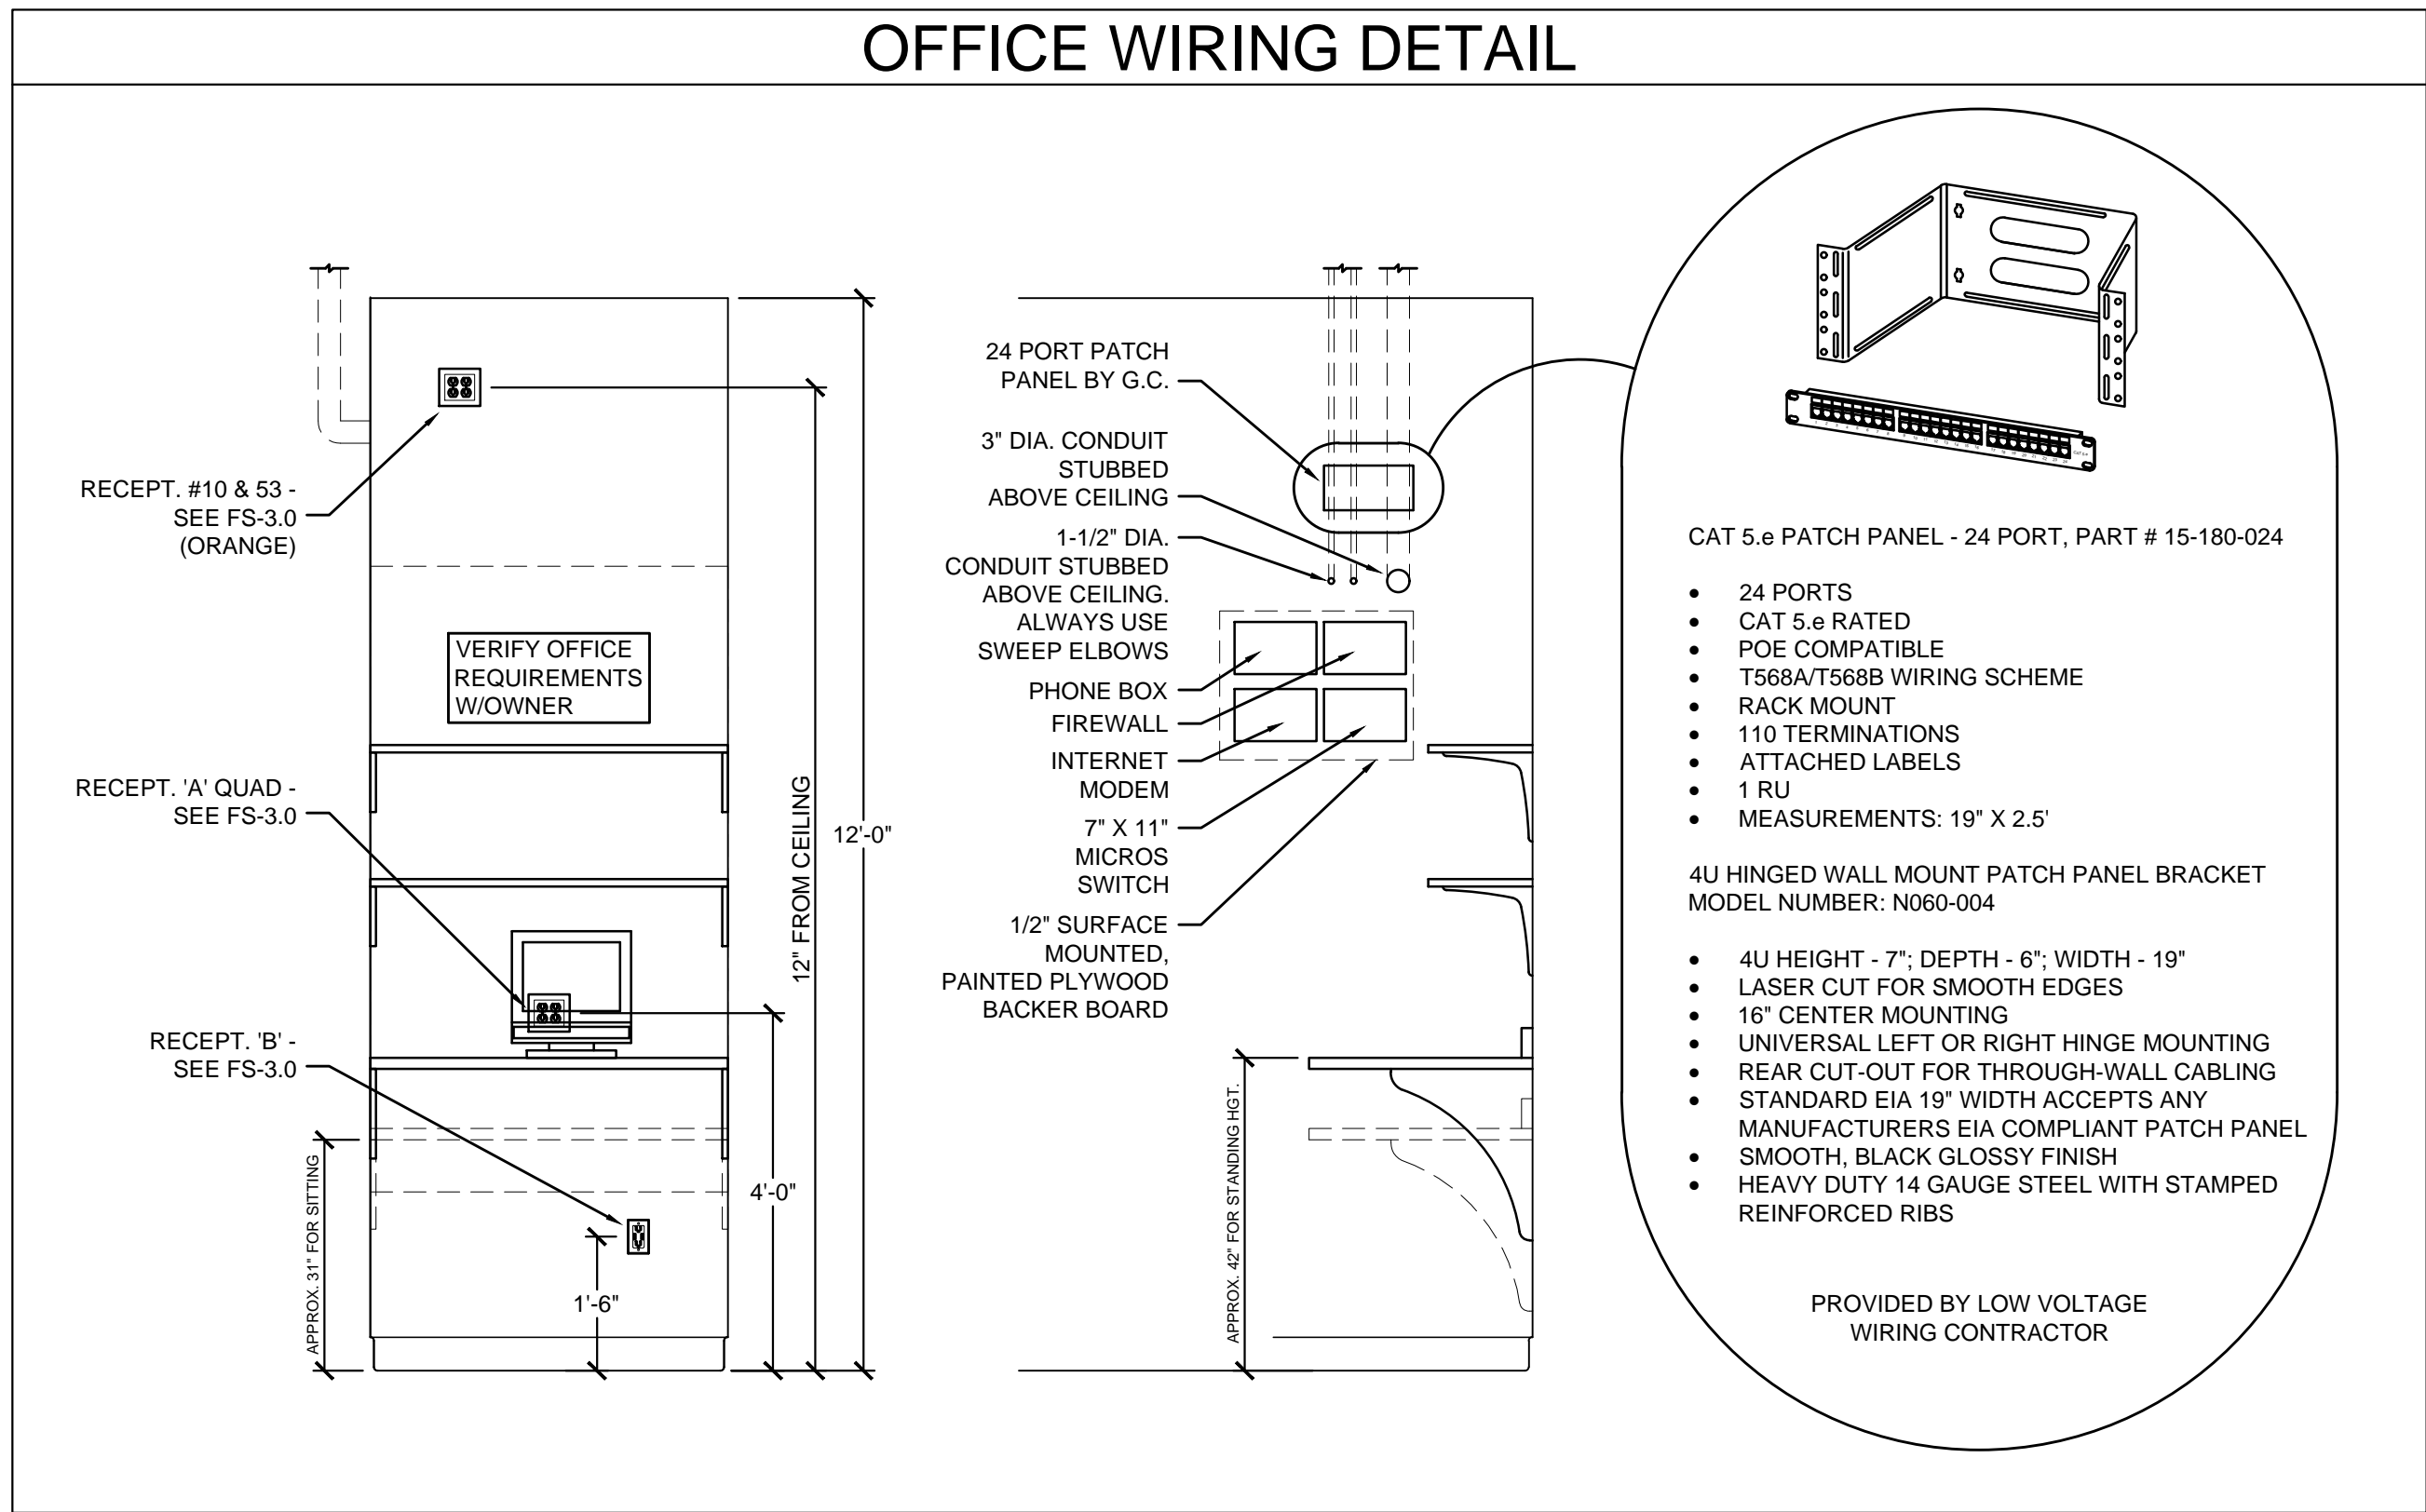 OFFICE WIRING DETAIL
RECEPT. #10 & 53 -
SEE FS-3.0
(ORANGE)
VERIFY OFFICE
REQUIREMENTS
W/OWNER
RECEPT. 'A' QUAD -
SEE FS-3.0
RECEPT. 'B' -
SEE FS-3.0
APPROX. 31" FOR SITTING
1'-6"
4'-0"
12" FROM CEILING
12'-0"
24 PORT PATCH
PANEL BY G.C.
3" DIA. CONDUIT
STUBBED
ABOVE CEILING
1-1/2" DIA.
CONDUIT STUBBED
ABOVE CEILING.
ALWAYS USE
SWEEP ELBOWS
PHONE BOX
FIREWALL
INTERNET
MODEM
7" X 11"
MICROS
SWITCH
1/2" SURFACE
MOUNTED,
PAINTED PLYWOOD
BACKER BOARD
APPROX. 42" FOR STANDING HGT.
CAT 5.e PATCH PANEL - 24 PORT, PART # 15-180-024
• 24 PORTS
• CAT 5.e RATED
• POE COMPATIBLE
• T568A/T568B WIRING SCHEME
• RACK MOUNT
• 110 TERMINATIONS
• ATTACHED LABELS
• 1 RU
• MEASUREMENTS: 19" X 2.5'
4U HINGED WALL MOUNT PATCH PANEL BRACKET
MODEL NUMBER: N060-004
• 4U HEIGHT - 7"; DEPTH - 6"; WIDTH - 19"
• LASER CUT FOR SMOOTH EDGES
• 16" CENTER MOUNTING
• UNIVERSAL LEFT OR RIGHT HINGE MOUNTING
• REAR CUT-OUT FOR THROUGH-WALL CABLING
• STANDARD EIA 19" WIDTH ACCEPTS ANY
MANUFACTURERS EIA COMPLIANT PATCH PANEL
• SMOOTH, BLACK GLOSSY FINISH
• HEAVY DUTY 14 GAUGE STEEL WITH STAMPED
REINFORCED RIBS
PROVIDED BY LOW VOLTAGE
WIRING CONTRACTOR